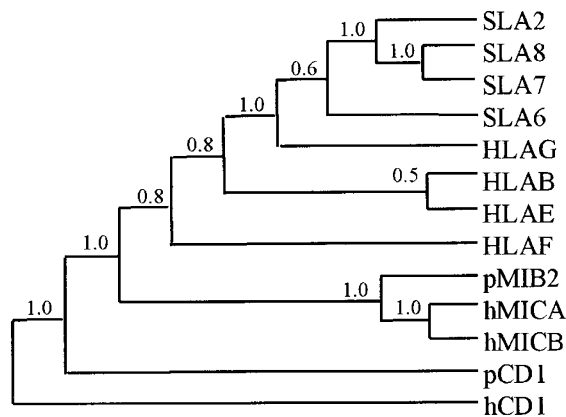 1.0 SLA2
1.0 SLA8
0.6 SLA7
1.0 SLA6
0.8 HLAG
0.5 HLAB
0.8 HLAE
1.0 HLAF
1.0 pMIB2
1.0 1.0 hMICA
hMICB
pCD1
hCD1